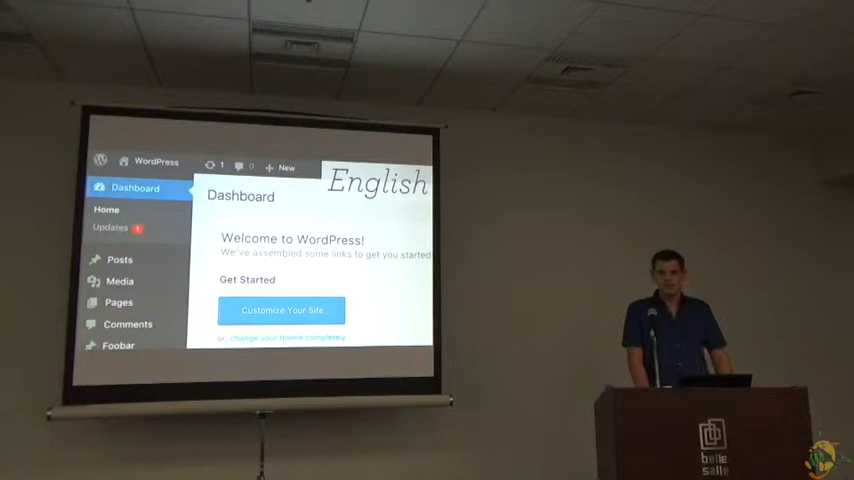 WordPress
1
0
New
English
Dashboard
Dashboard
Home
Updates 1
Welcome to WordPress!
We've assembled some links to get you started
Posts
Get Started
Media
Pages
Customize Your Site
Comments
or, change your theme completely
Foobar
belle
salle